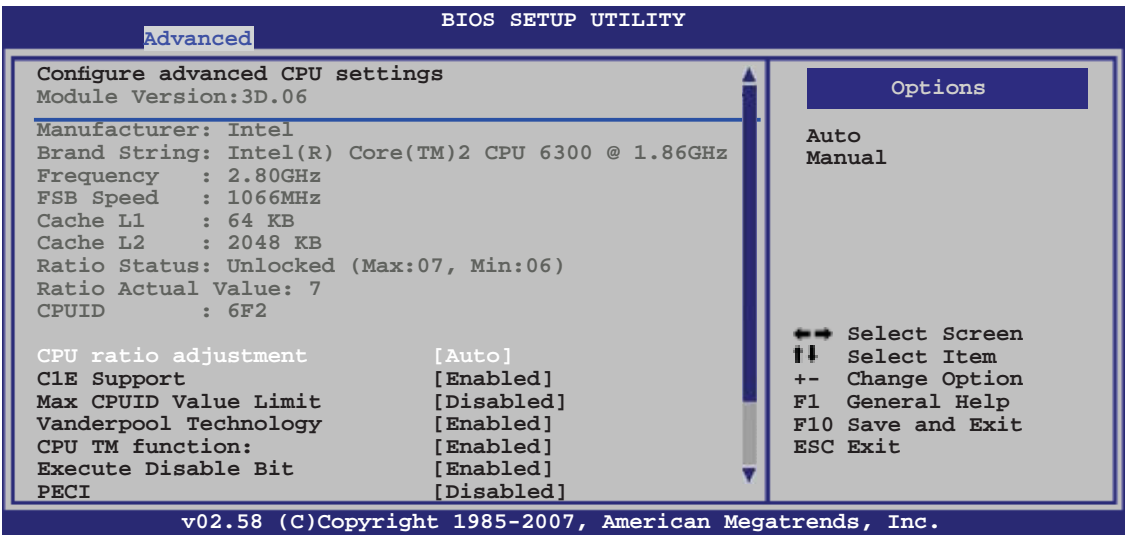 BIOS SETUP UTILITY
Advanced
Configure advanced CPU settings
Module Version:3D.06
Manufacturer: Intel
Brand String: Intel(R) Core(TM)2 CPU 6300 @ 1.86GHz
Frequency : 2.80GHz
FSB Speed : 1066MHz
Cache L1 : 64 KB
Cache L2 : 2048 KB
Ratio Status: Unlocked (Max:07, Min:06)
Ratio Actual Value: 7
CPUID : 6F2
CPU ratio adjustment [Auto]
C1E Support [Enabled]
Max CPUID Value Limit [Disabled]
Vanderpool Technology [Enabled]
CPU TM function: [Enabled]
Execute Disable Bit [Enabled]
PECI [Disabled]
Options
Auto
Manual
Select Screen
Select Item
+- Change Option
F1 General Help
F10 Save and Exit
ESC Exit
v02.58 (C)Copyright 1985-2007, American Megatrends, Inc.